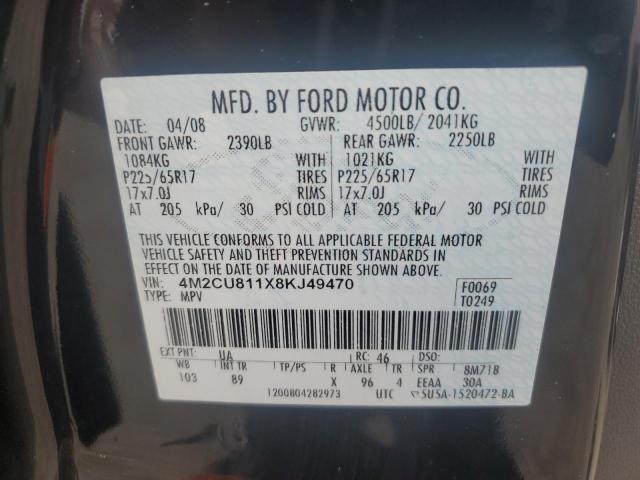 MFD. BY FORD MOTOR CO.
DATE: 04/08 GVWR: 4500LB/ 2041KG
FRONT GAWR: 2390LB REAR GAWR: 2250LB
1084KG WITH 1021KG WITH
P225/65R17 TIRES P225/65R17 TIRES
17x7.0J RIMS 17x7.0J RIMS
AT 205 kPa/ 30 PSI COLD AT 205 kPa/ 30 PSI COLD
THIS VEHICLE CONFORMS TO ALL APPLICABLE FEDERAL MOTOR
VEHICLE SAFETY AND BUMPER STANDARDS IN
EFFECT ON THE DATE OF MANUFACTURE SHOWN ABOVE.
VIN: 4M2CU811X8KJ49470 F0069
TYPE: MPV T0249
EXT PNT: UA RC: 46 DSO:
WB INT TR TP/PS R AXLE TR SPR 8M71B
103 89 X 96 4 EEAA 30A
1200804282973 UTC 5U5A-1520472-BA